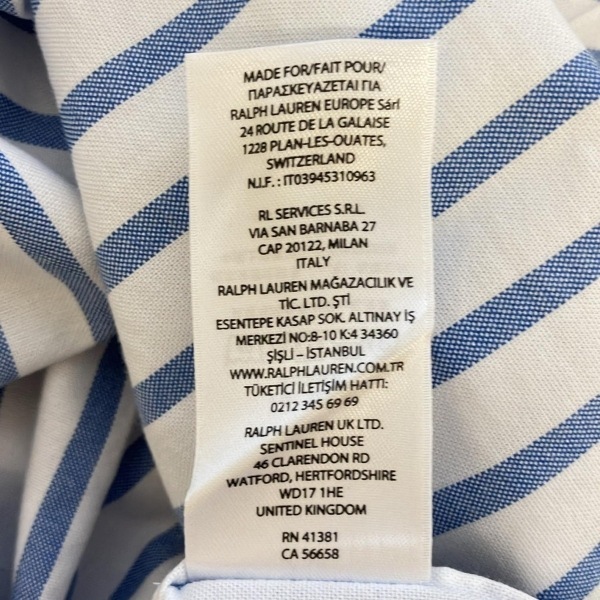 MADE FOR/FAIT POUR/
ΠΑΡΑΣΚΕΥΑΖΕΤΑΙ ΓΙΑ
RALPH LAUREN EUROPE Sárl
24 ROUTE DE LA GALAISE
1228 PLAN-LES-OUATES,
SWITZERLAND
N.I.F. : IT03945310963
RL SERVICES S.R.L.
VIA SAN BARNABA 27
CAP 20122, MILAN
ITALY
RALPH LAUREN MAĞAZACILIK VE
TİC. LTD. ŞTİ
ESENTEPE KASAP SOK. ALTINAY İŞ
MERKEZİ NO:8-10 K:4 34360
ŞİŞLİ – İSTANBUL
WWW.RALPHLAUREN.COM.TR
TÜKETİCİ İLETİŞİM HATTI:
0212 345 69 69
RALPH LAUREN UK LTD.
SENTINEL HOUSE
46 CLARENDON RD
WATFORD, HERTFORDSHIRE
WD17 1HE
UNITED KINGDOM
RN 41381
CA 56658